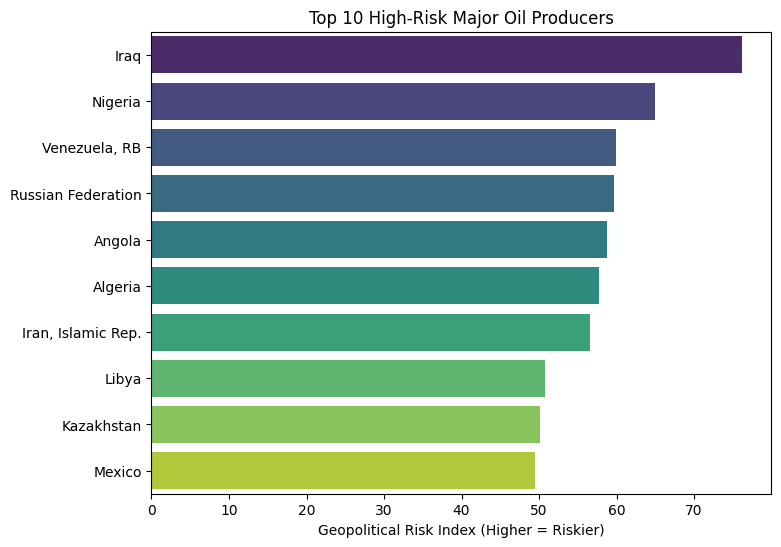 Top 10 High-Risk Major Oil Producers
Iraq
Nigeria
Venezuela, RB
Russian Federation
Angola
Algeria
Iran, Islamic Rep.
Libya
Kazakhstan
Mexico
0 10 20 30 40 50 60 70
Geopolitical Risk Index (Higher = Riskier)